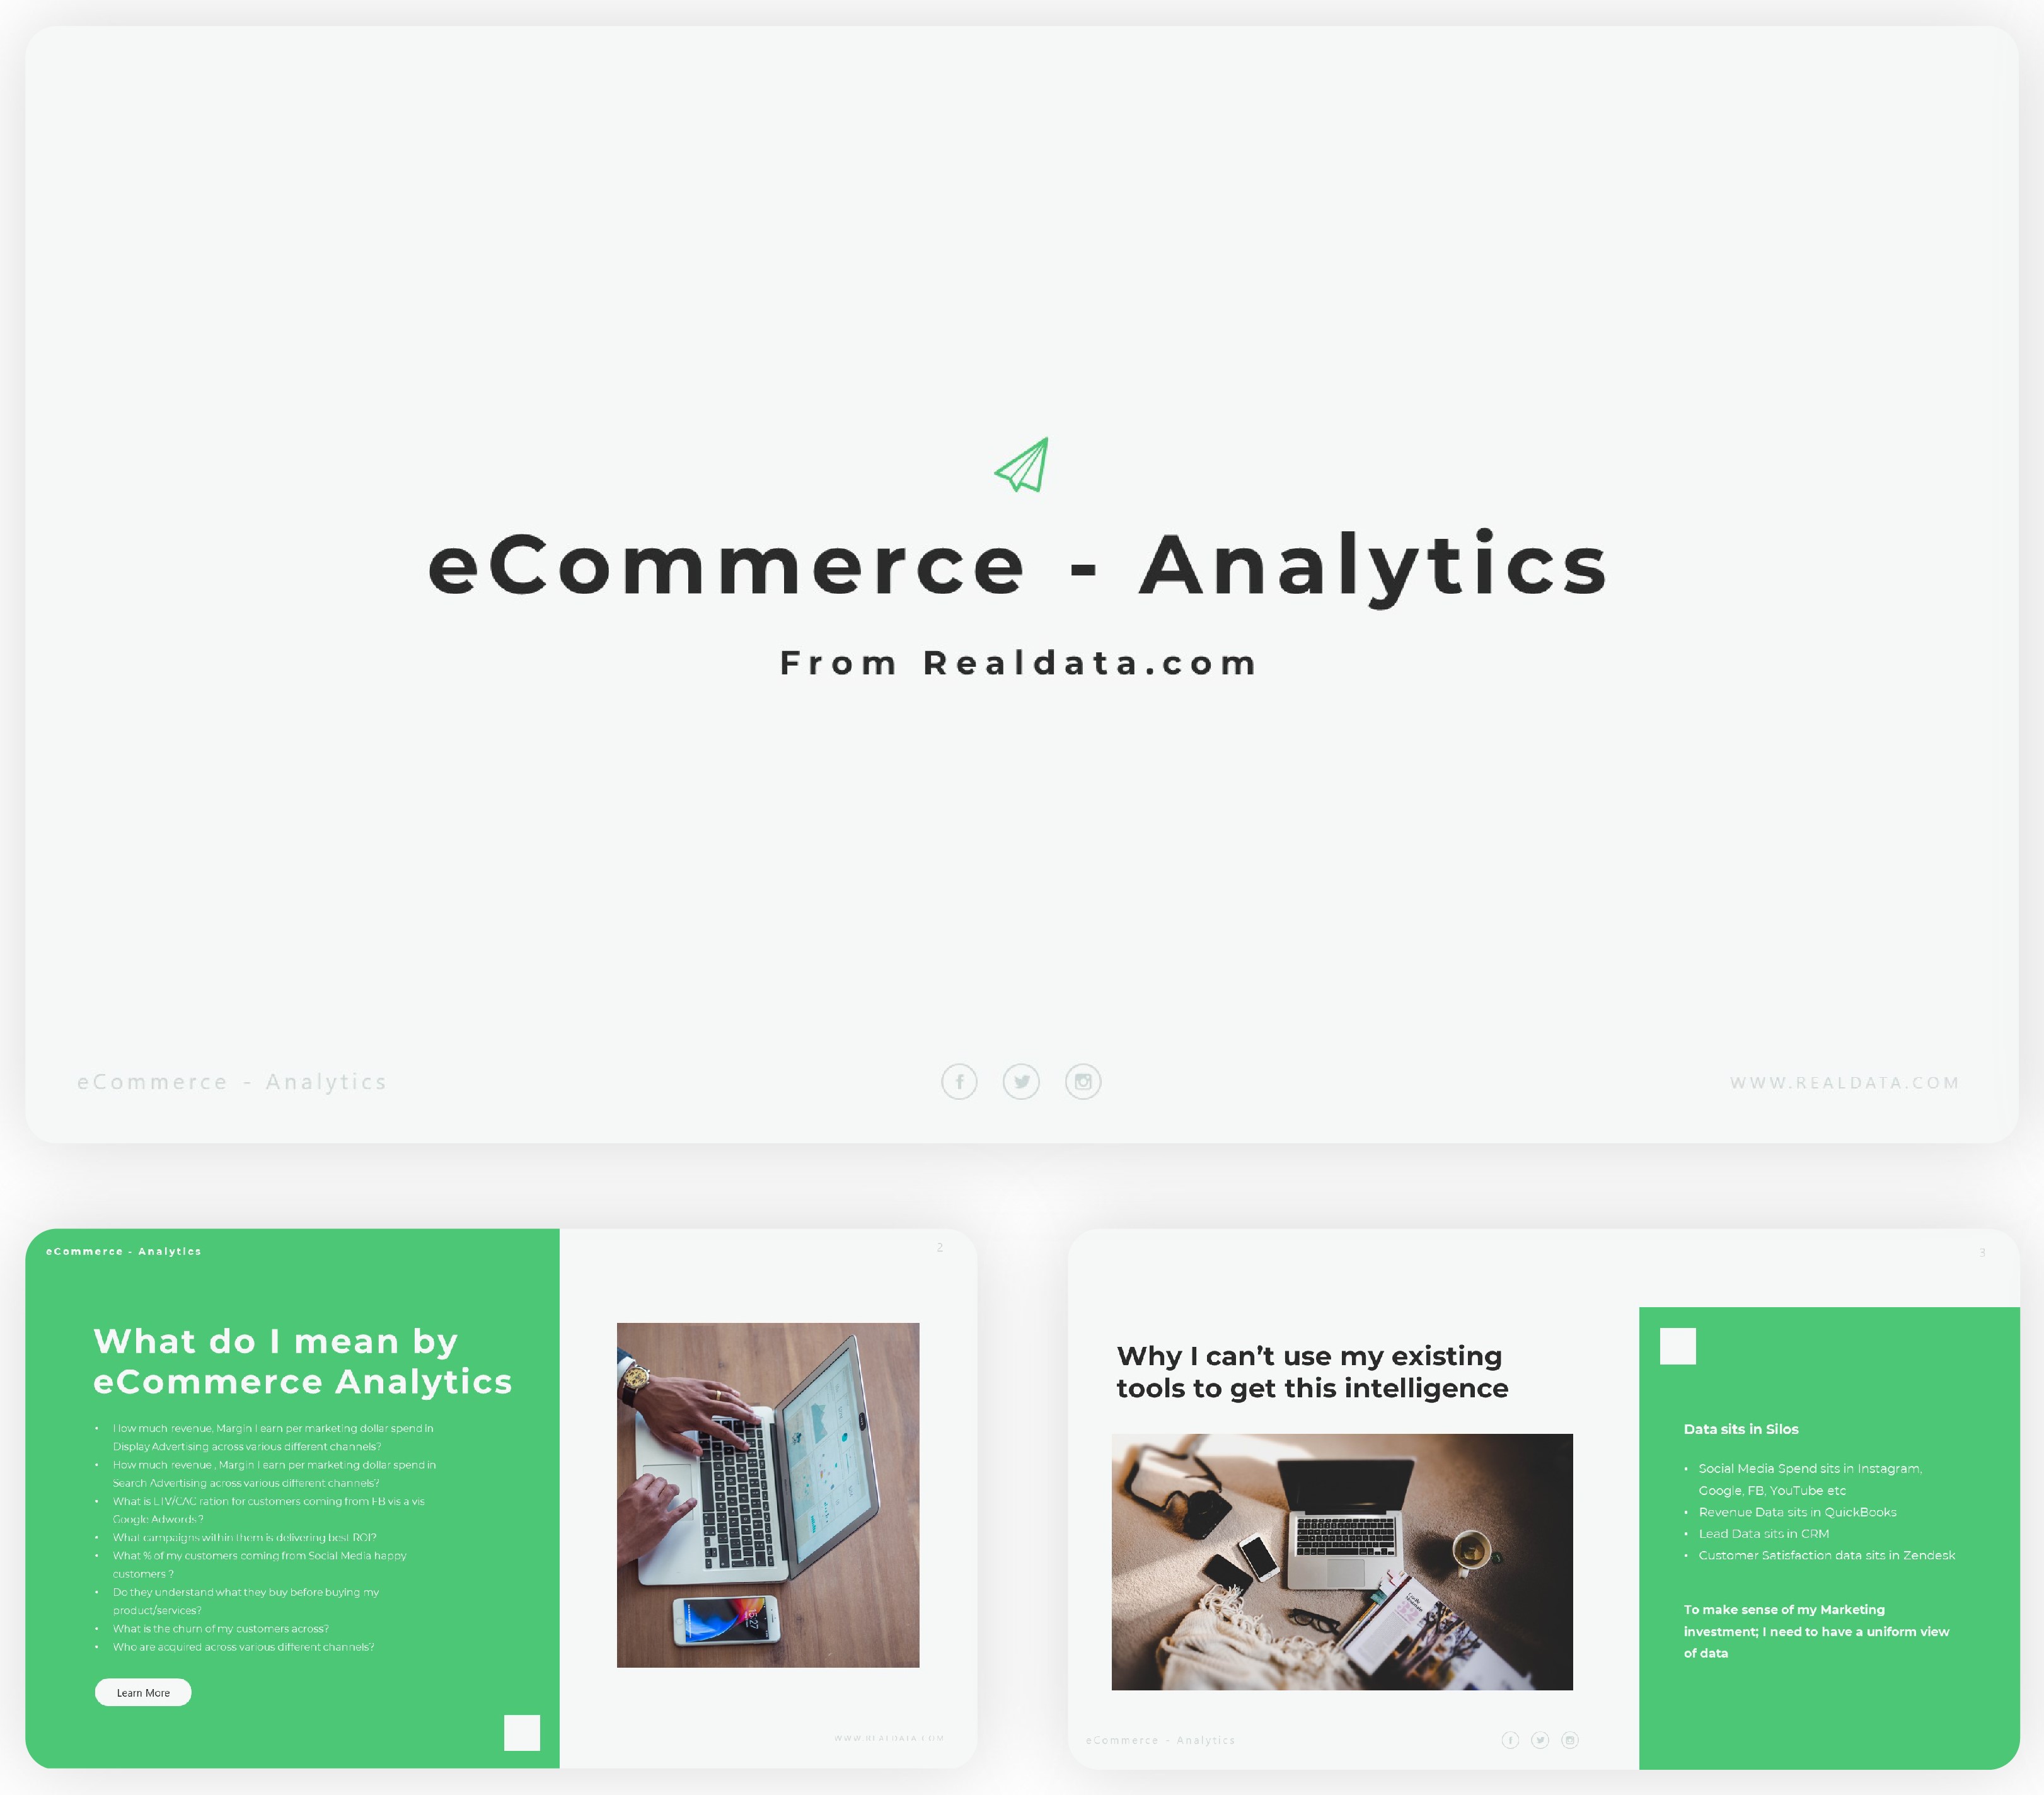 eCommerce - Analytics
From Realdata.com
eCommerce - Analytics
WWW.REALDATA.COM
eCommerce - Analytics
2
What do I mean by
eCommerce Analytics
• How much revenue, Margin I earn per marketing dollar spend in
Display Advertising across various different channels?
• How much revenue , Margin I earn per marketing dollar spend in
Search Advertising across various different channels?
• What is LTV/CAC ration for customers coming from FB vis a vis
Google Adwords ?
• What campaigns within them is delivering best ROI?
• What % of my customers coming from Social Media happy
customers ?
• Do they understand what they buy before buying my
product/services?
• What is the churn of my customers across?
• Who are acquired across various different channels?
Learn More
WWW.REALDATA.COM
3
Why I can’t use my existing
tools to get this intelligence
Data sits in Silos
• Social Media Spend sits in Instagram,
Google, FB, YouTube etc
• Revenue Data sits in QuickBooks
• Lead Data sits in CRM
• Customer Satisfaction data sits in Zendesk
To make sense of my Marketing
investment; I need to have a uniform view
of data
eCommerce - Analytics